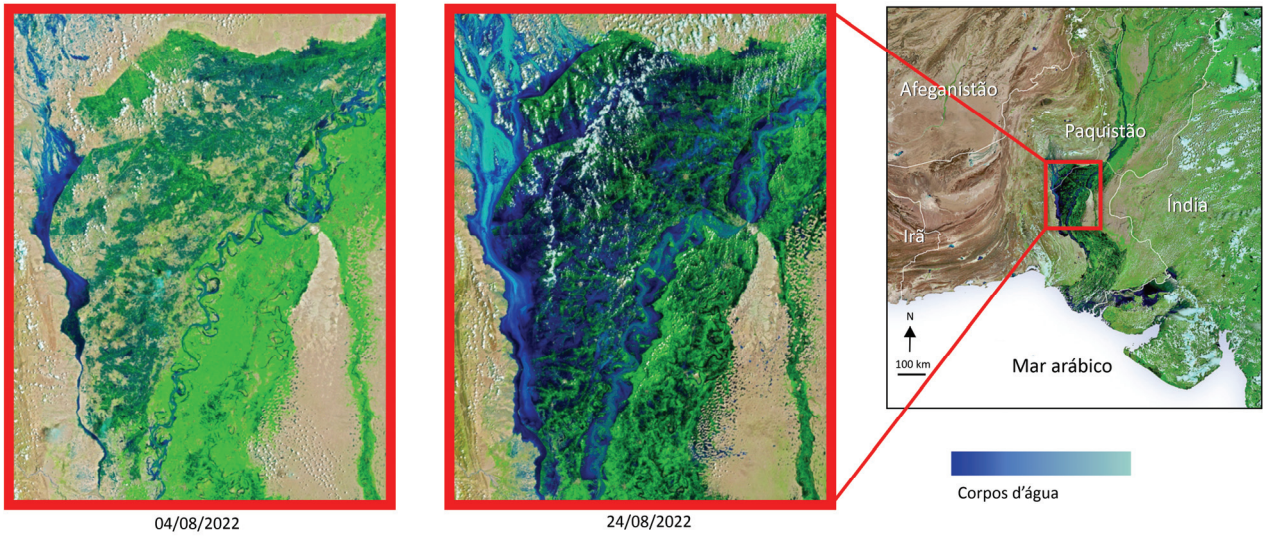 04/08/2022
24/08/2022
Afeganistão
Paquistão
Índia
Irã
N
100 km
Mar arábico
Corpos d'água